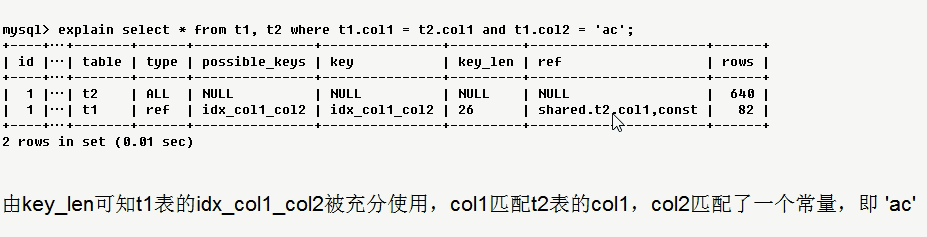 mysql> explain select * from t1, t2 where t1.col1 = t2.col1 and t1.col2 = 'ac';
+----+...+-------+------+---------------+---------------+---------+----------------------+------+
| id |...| table | type | possible_keys | key | key_len | ref | rows |
+----+...+-------+------+---------------+---------------+---------+----------------------+------+
| 1 |...| t2 | ALL | NULL | NULL | NULL | NULL | 640 |
| 1 |...| t1 | ref | idx_col1_col2 | idx_col1_col2 | 26 | shared.t2.col1,const | 82 |
+----+...+-------+------+---------------+---------------+---------+----------------------+------+
2 rows in set (0.01 sec)
由key_len可知t1表的idx_col1_col2被充分使用，col1匹配t2表的col1，col2匹配了一个常量，即 'ac'